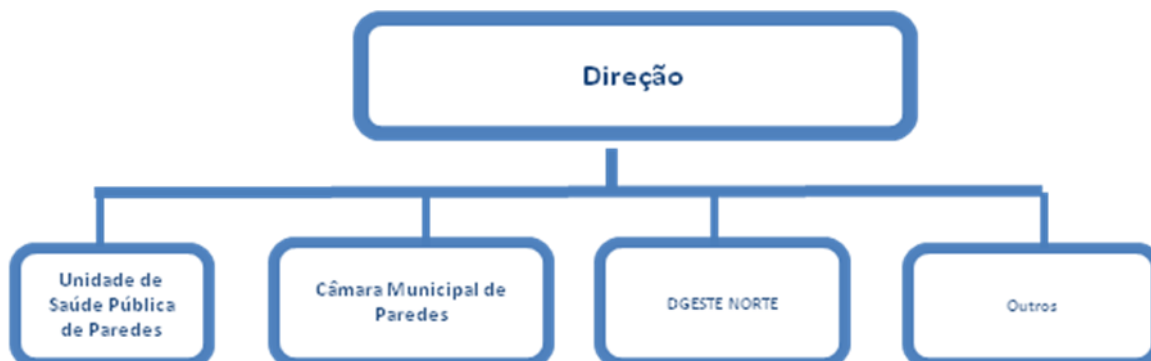 Direção
Unidade de
Saúde Pública
de Paredes
Câmara Municipal de
Paredes
DGESTE NORTE
Outros